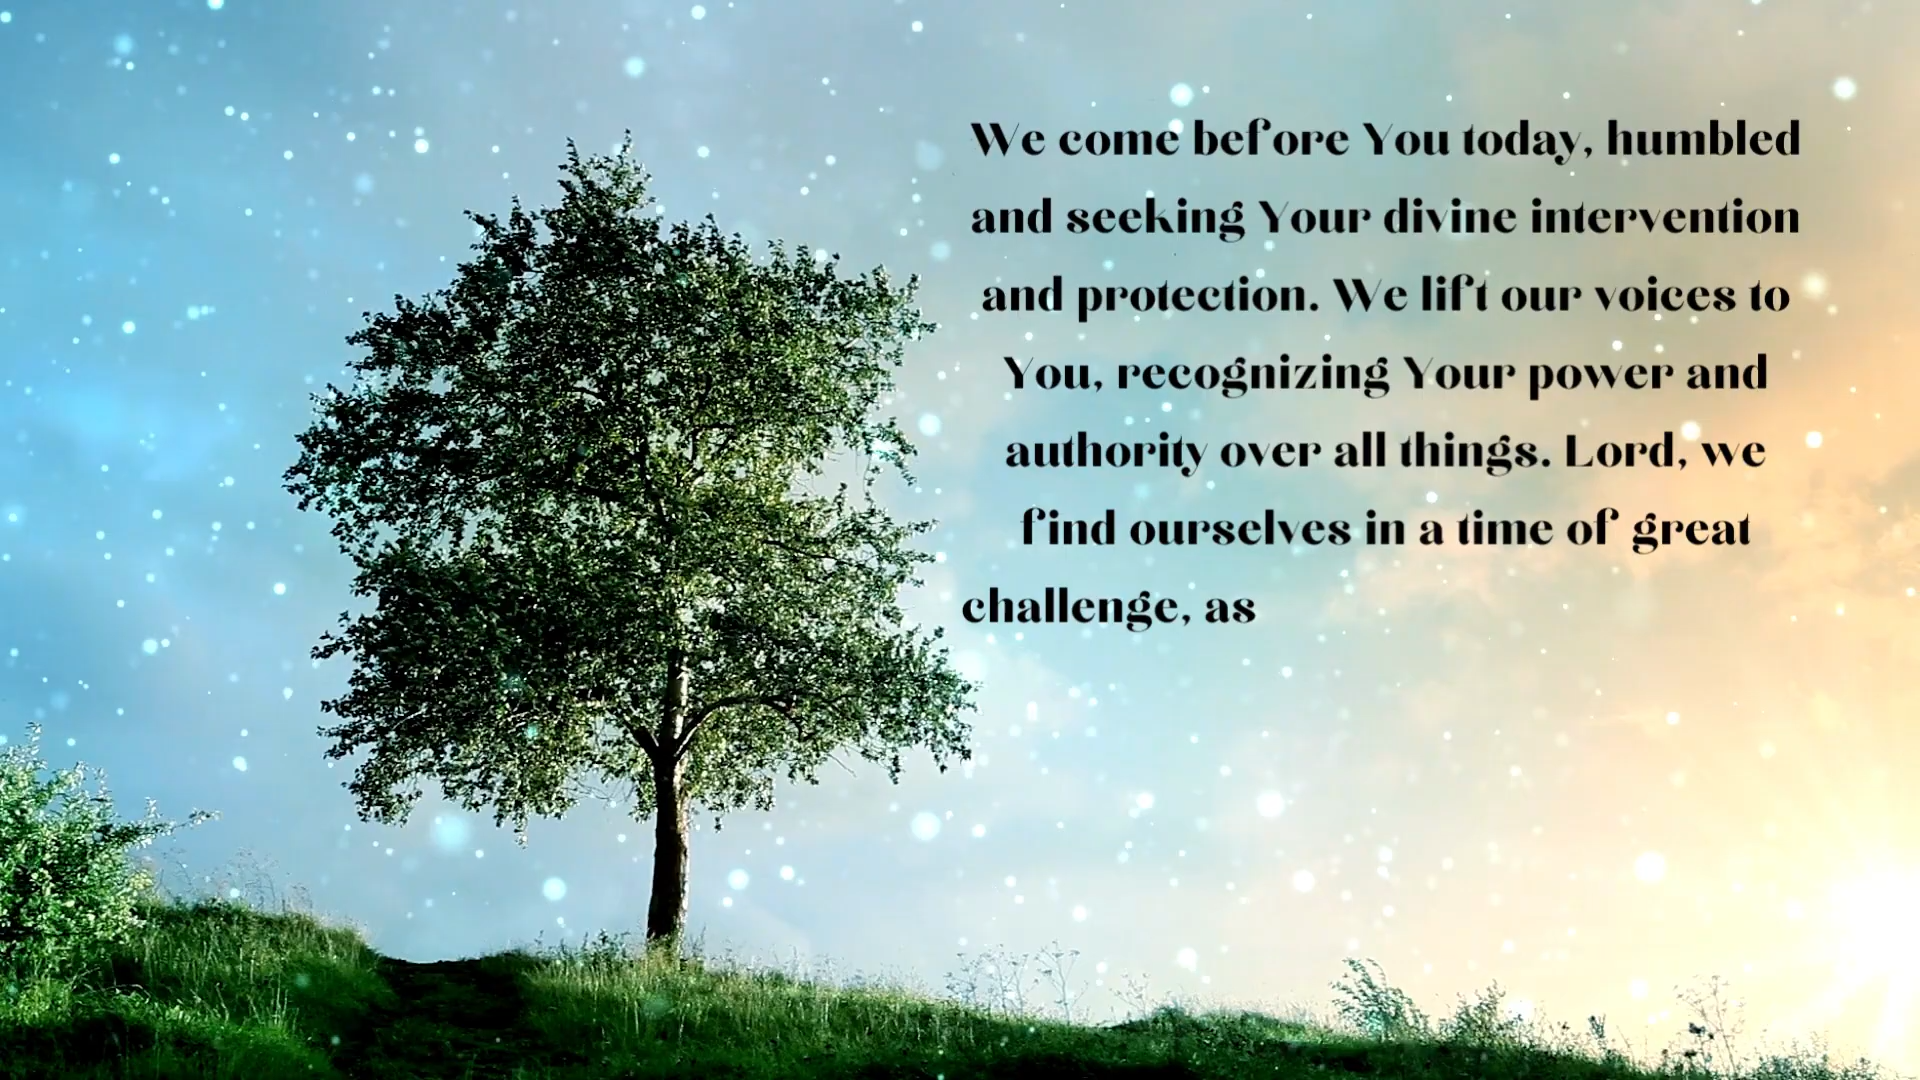 We come before You today, humbled
and seeking Your divine intervention
and protection. We lift our voices to
You, recognizing Your power and
authority over all things. Lord, we
find ourselves in a time of great
challenge, as